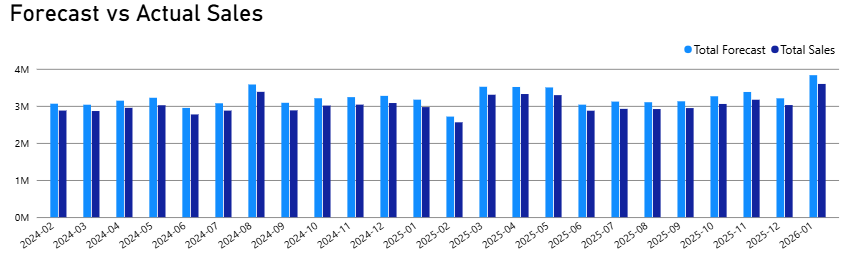 Forecast vs Actual Sales
Total Forecast Total Sales
4M
3M
2M
1M
0M
2024-02 2024-03 2024-04 2024-05 2024-06 2024-07 2024-08 2024-09 2024-10 2024-11 2024-12 2025-01 2025-02 2025-03 2025-04 2025-05 2025-06 2025-07 2025-08 2025-09 2025-10 2025-11 2025-12 2026-01